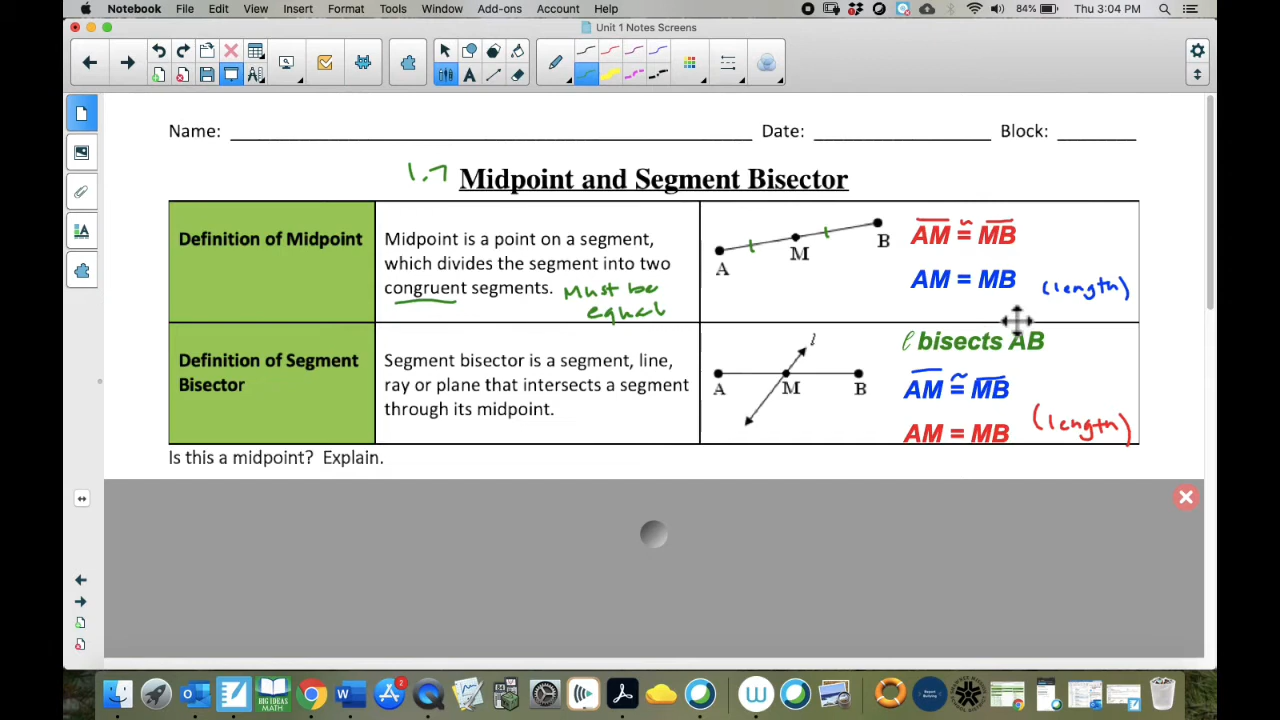 Notebook File Edit View Insert Format Tools Window Add-ons Account Help 84% Thu 3:04 PM
Unit 1 Notes Screens
Name: Date: Block:
1.7 Midpoint and Segment Bisector
Definition of Midpoint
Midpoint is a point on a segment,
which divides the segment into two
congruent segments. Must be
equal
A M B
AM ≅ MB
AM = MB (length)
Definition of Segment
Bisector
Segment bisector is a segment, line,
ray or plane that intersects a segment
through its midpoint.
l
A M B
ℓ bisects AB
AM ≅ MB
AM = MB (length)
Is this a midpoint? Explain.